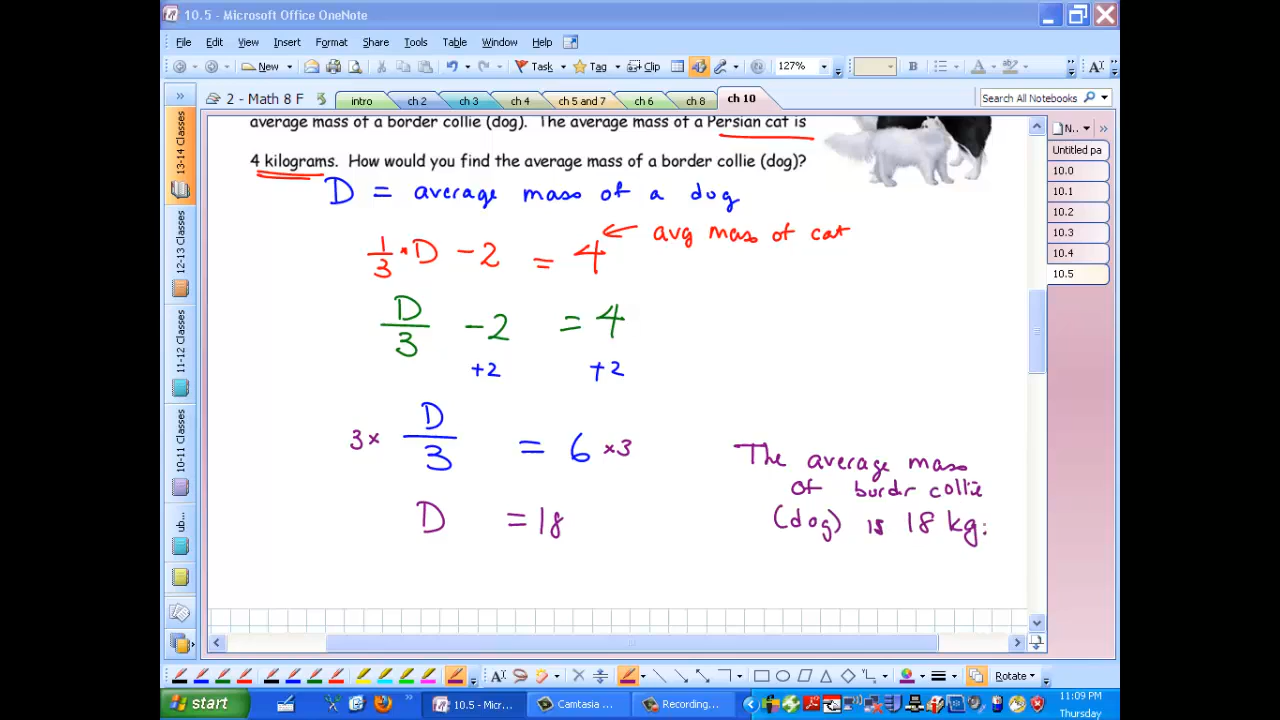 10.5 - Microsoft Office OneNote
File Edit View Insert Format Share Tools Table Window Help
New Task Tag Clip 127% B A
2 - Math 8 F intro ch 2 ch 3 ch 4 ch 5 and 7 ch 6 ch 8 ch 10 Search All Notebooks
13-14 Classes
12-13 Classes
11-12 Classes
10-11 Classes
ub...
N..
Untitled pa
10.0
10.1
10.2
10.3
10.4
10.5
average mass of a border collie (dog). The average mass of a Persian cat is
4 kilograms. How would you find the average mass of a border collie (dog)?
D = average mass of a dog
1/3 • D - 2 = 4 ← avg mass of cat
D/3 - 2 = 4
+2 +2
3× D/3 = 6 ×3
D = 18
The average mass
of bordr collie
(dog) is 18 kg.
Rotate
start 10.5 - Micr... Camtasia ... Recording... 11:09 PM
Thursday